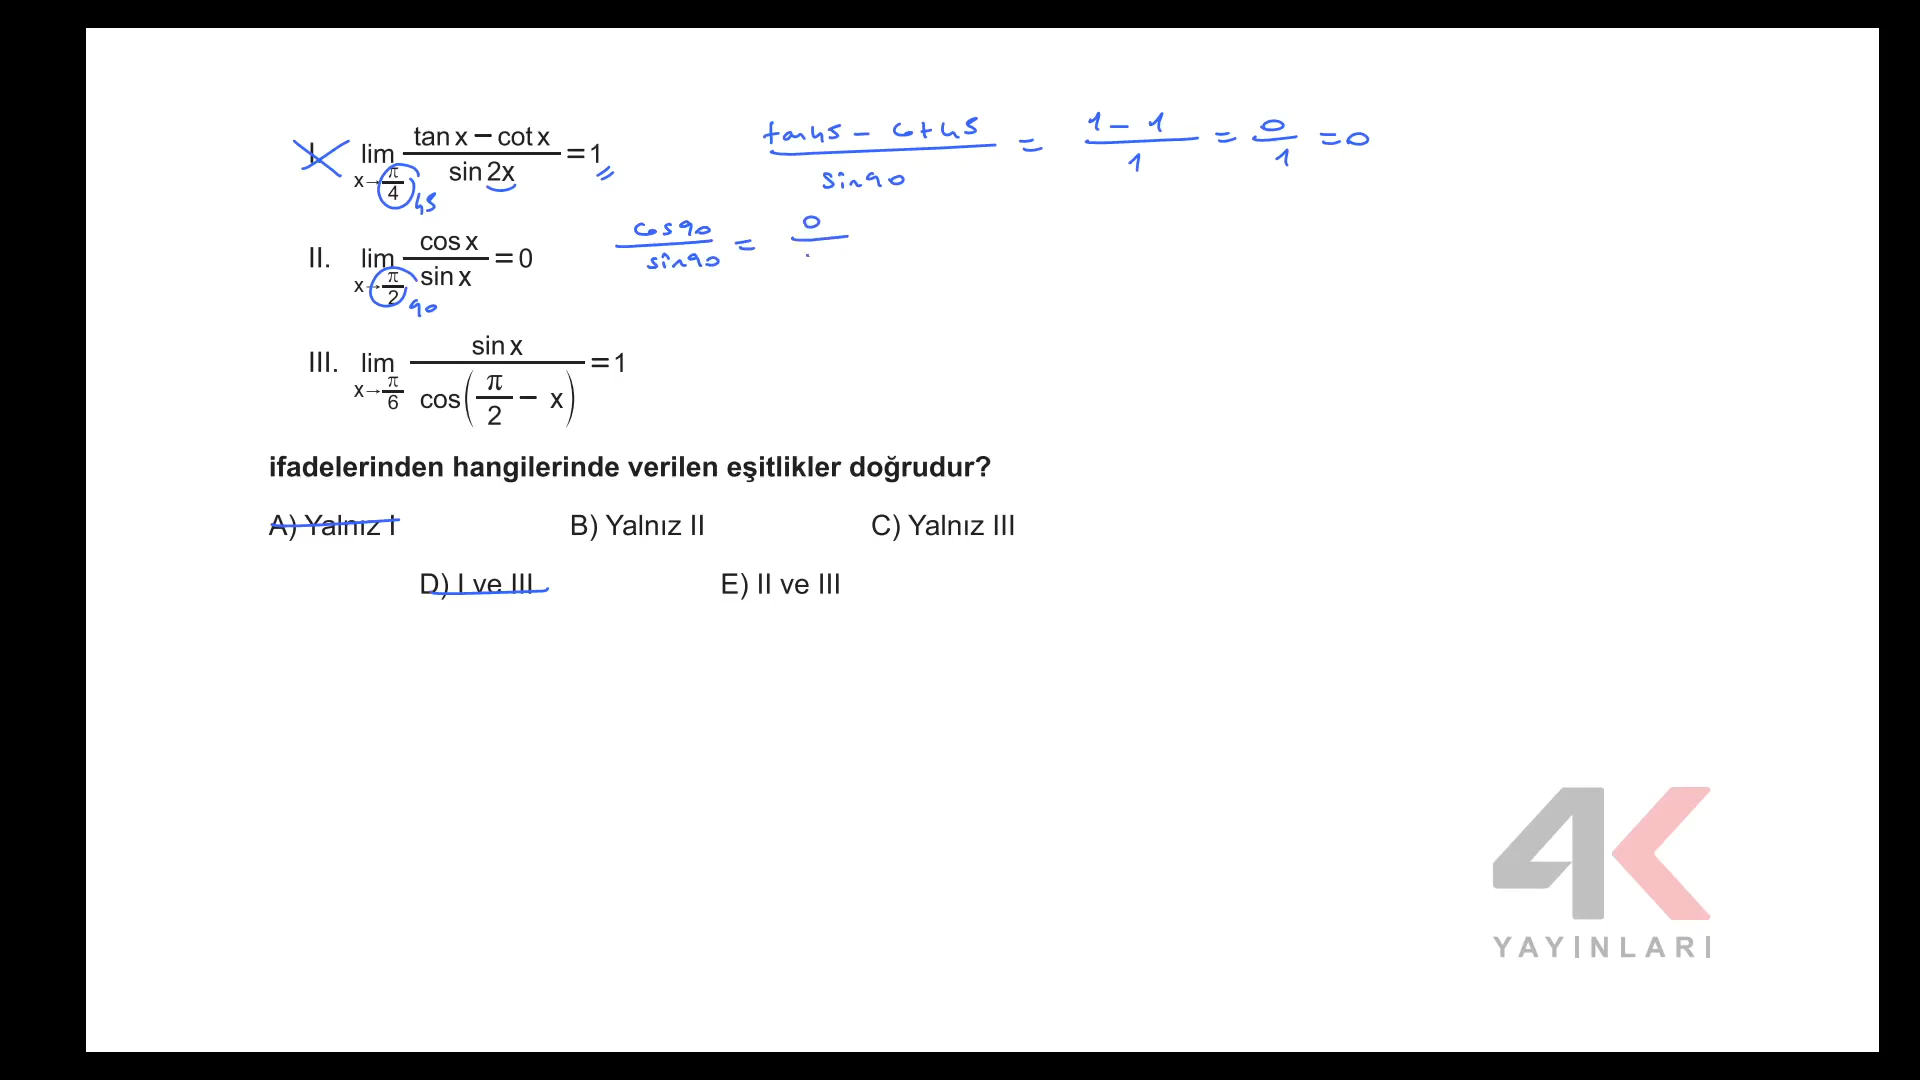 I. lim x→π/4 (tan x − cot x)/(sin 2x) = 1
45
(tan45 − cot45)/(sin90) = (1 − 1)/1 = 0/1 = 0
II. lim x→π/2 (cos x)/(sin x) = 0
90
(cos90)/(sin90) = 0/
III. lim x→π/6 (sin x)/(cos(π/2 − x)) = 1
ifadelerinden hangilerinde verilen eşitlikler doğrudur?
A) Yalnız I B) Yalnız II C) Yalnız III
D) I ve III E) II ve III
4K
YAYINLARI